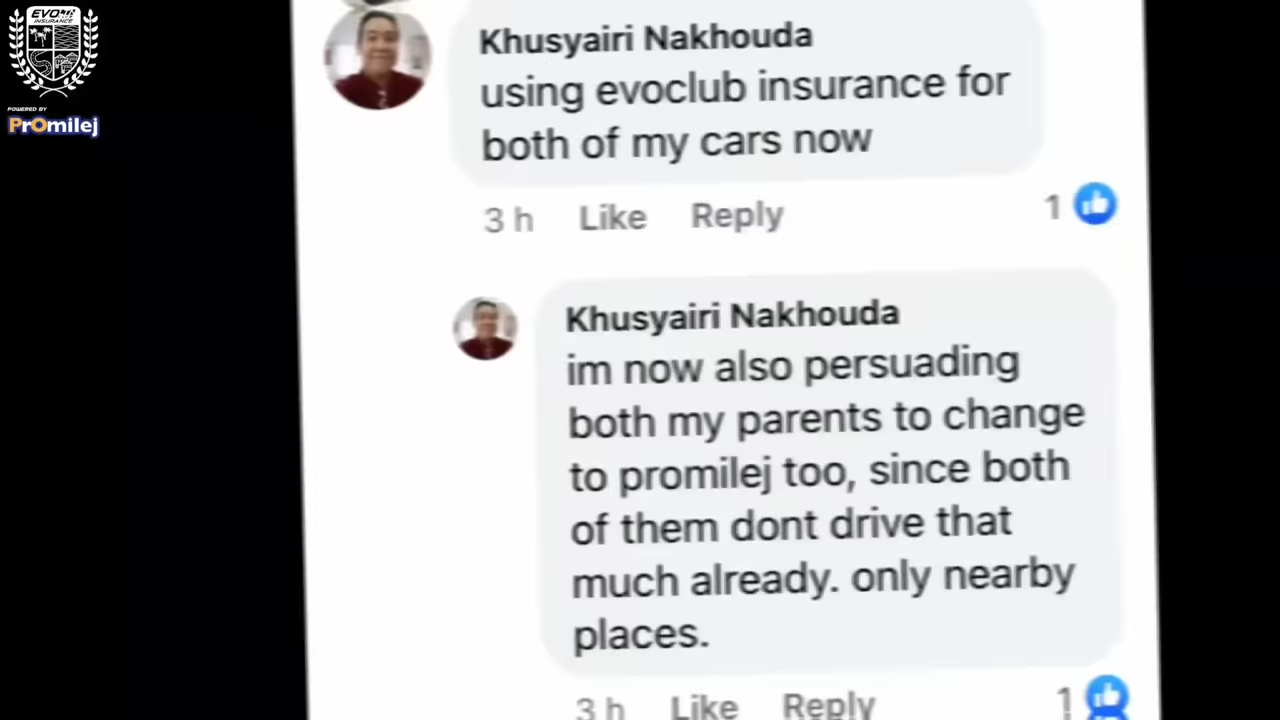 EVO
INSURANCE
POWERED BY
PrOmilej
Khusyairi Nakhouda
using evoclub insurance for
both of my cars now
3 h Like Reply 1
Khusyairi Nakhouda
im now also persuading
both my parents to change
to promilej too, since both
of them dont drive that
much already. only nearby
places.
3 h Like Reply 1